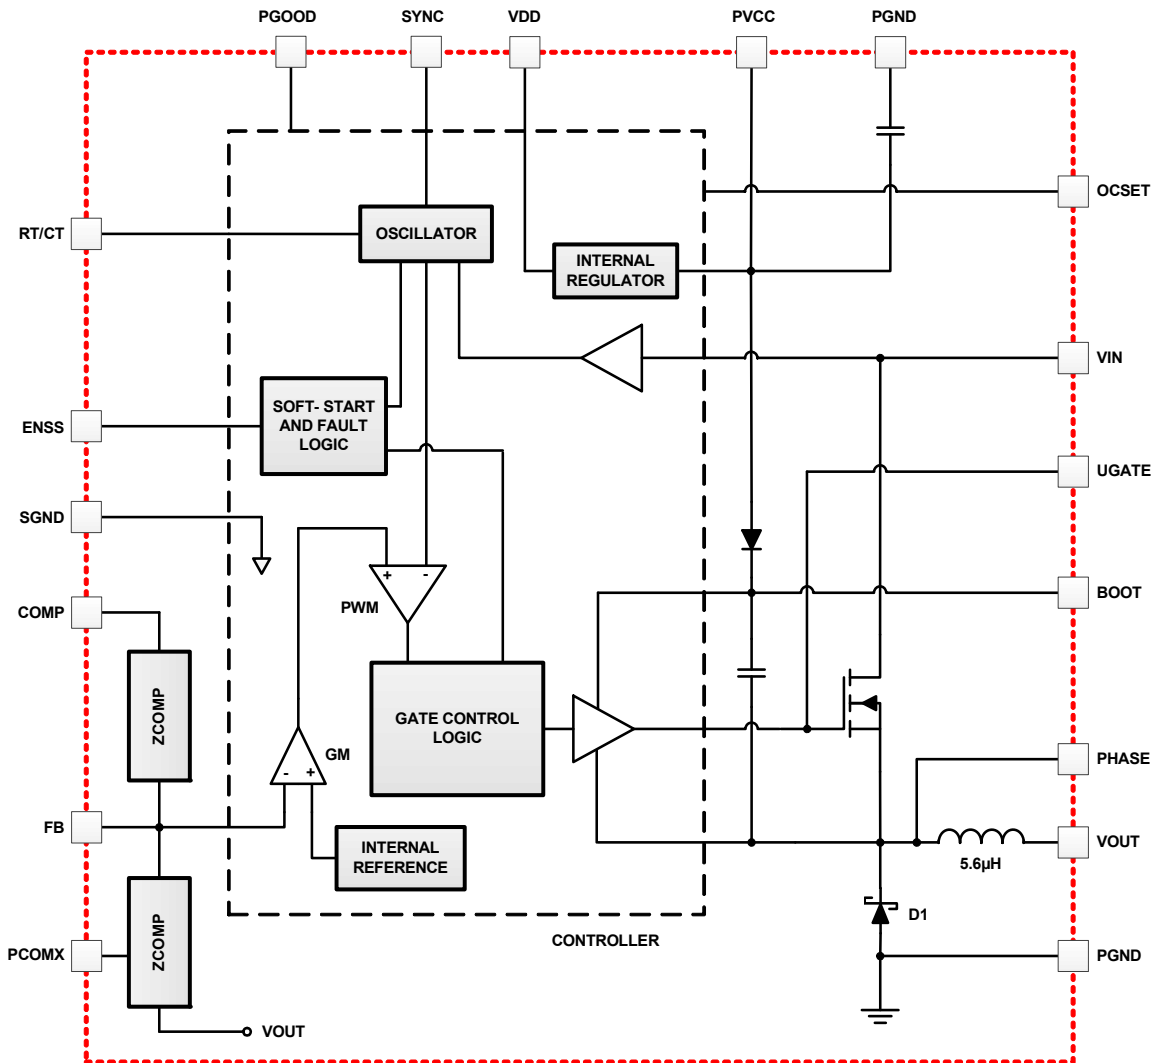 PGOOD
SYNC
VDD
PVCC
PGND
OCSET
RT/CT
OSCILLATOR
INTERNAL
REGULATOR
VIN
SOFT- START
AND FAULT
LOGIC
ENSS
UGATE
SGND
+ -
PWM
BOOT
COMP
ZCOMP
GATE CONTROL
LOGIC
GM
- +
PHASE
FB
INTERNAL
REFERENCE
VOUT
5.6µH
ZCOMP
D1
CONTROLLER
PCOMX
PGND
VOUT